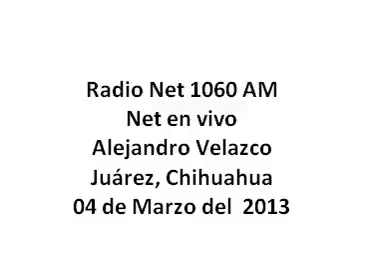 Radio Net 1060 AM
Net en vivo
Alejandro Velazco
Juárez, Chihuahua
04 de Marzo del  2013